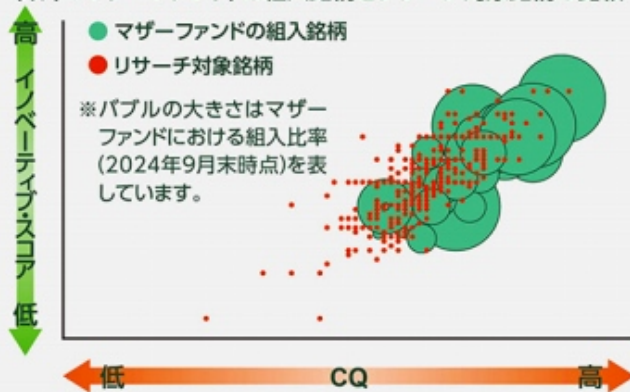 高
イノベーティブ・スコア
低
マザーファンドの組入銘柄
リサーチ対象銘柄
※バブルの大きさはマザー
ファンドにおける組入比率
(2024年9月末時点)を表
しています。
低
CQ
高